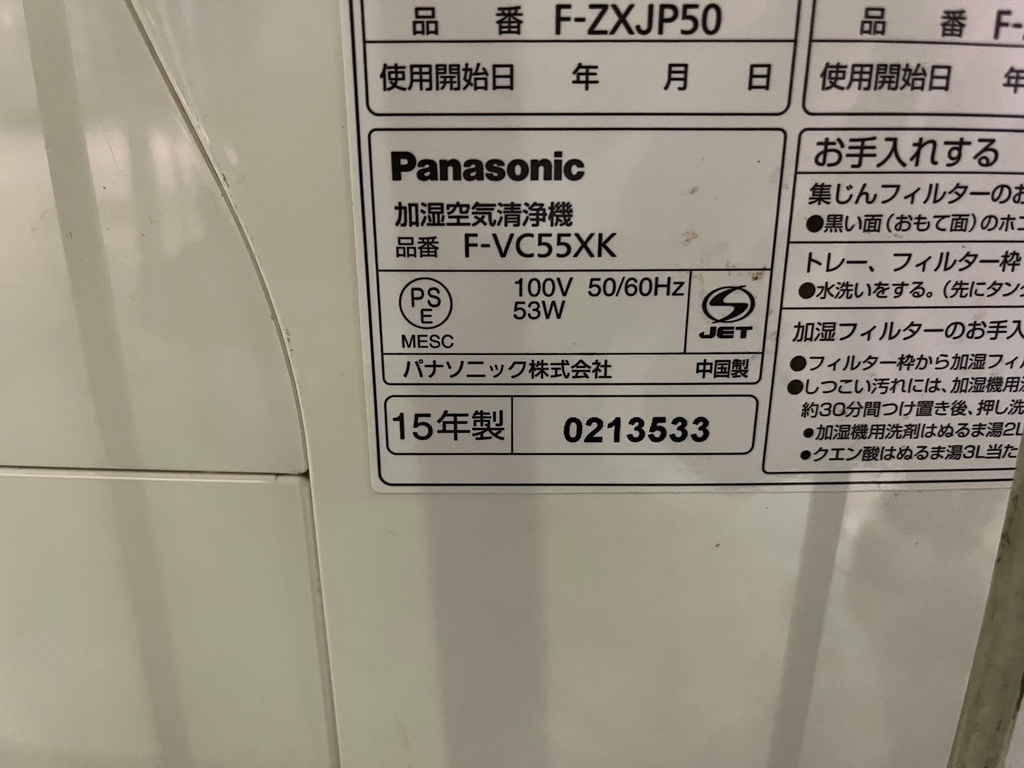 品 番 F-ZXJP50
使用開始日 年 月 日
品 番
使用開始日 年
Panasonic
加湿空気清浄機
品番 F-VC55XK
PS
E
MESC
100V 50/60Hz
53W
JET
パナソニック株式会社 中国製
15年製 0213533
お手入れする
集じんフィルターのお
●黒い面(おもて面)のホコ
トレー、フィルター枠
●水洗いをする。(先にタンク
加湿フィルターのお手入
●フィルター枠から加湿フィル
●しつこい汚れには、加湿機用洗
約30分間つけ置き後、押し洗
●加湿機用洗剤はぬるま湯2L
●クエン酸はぬるま湯3L当た